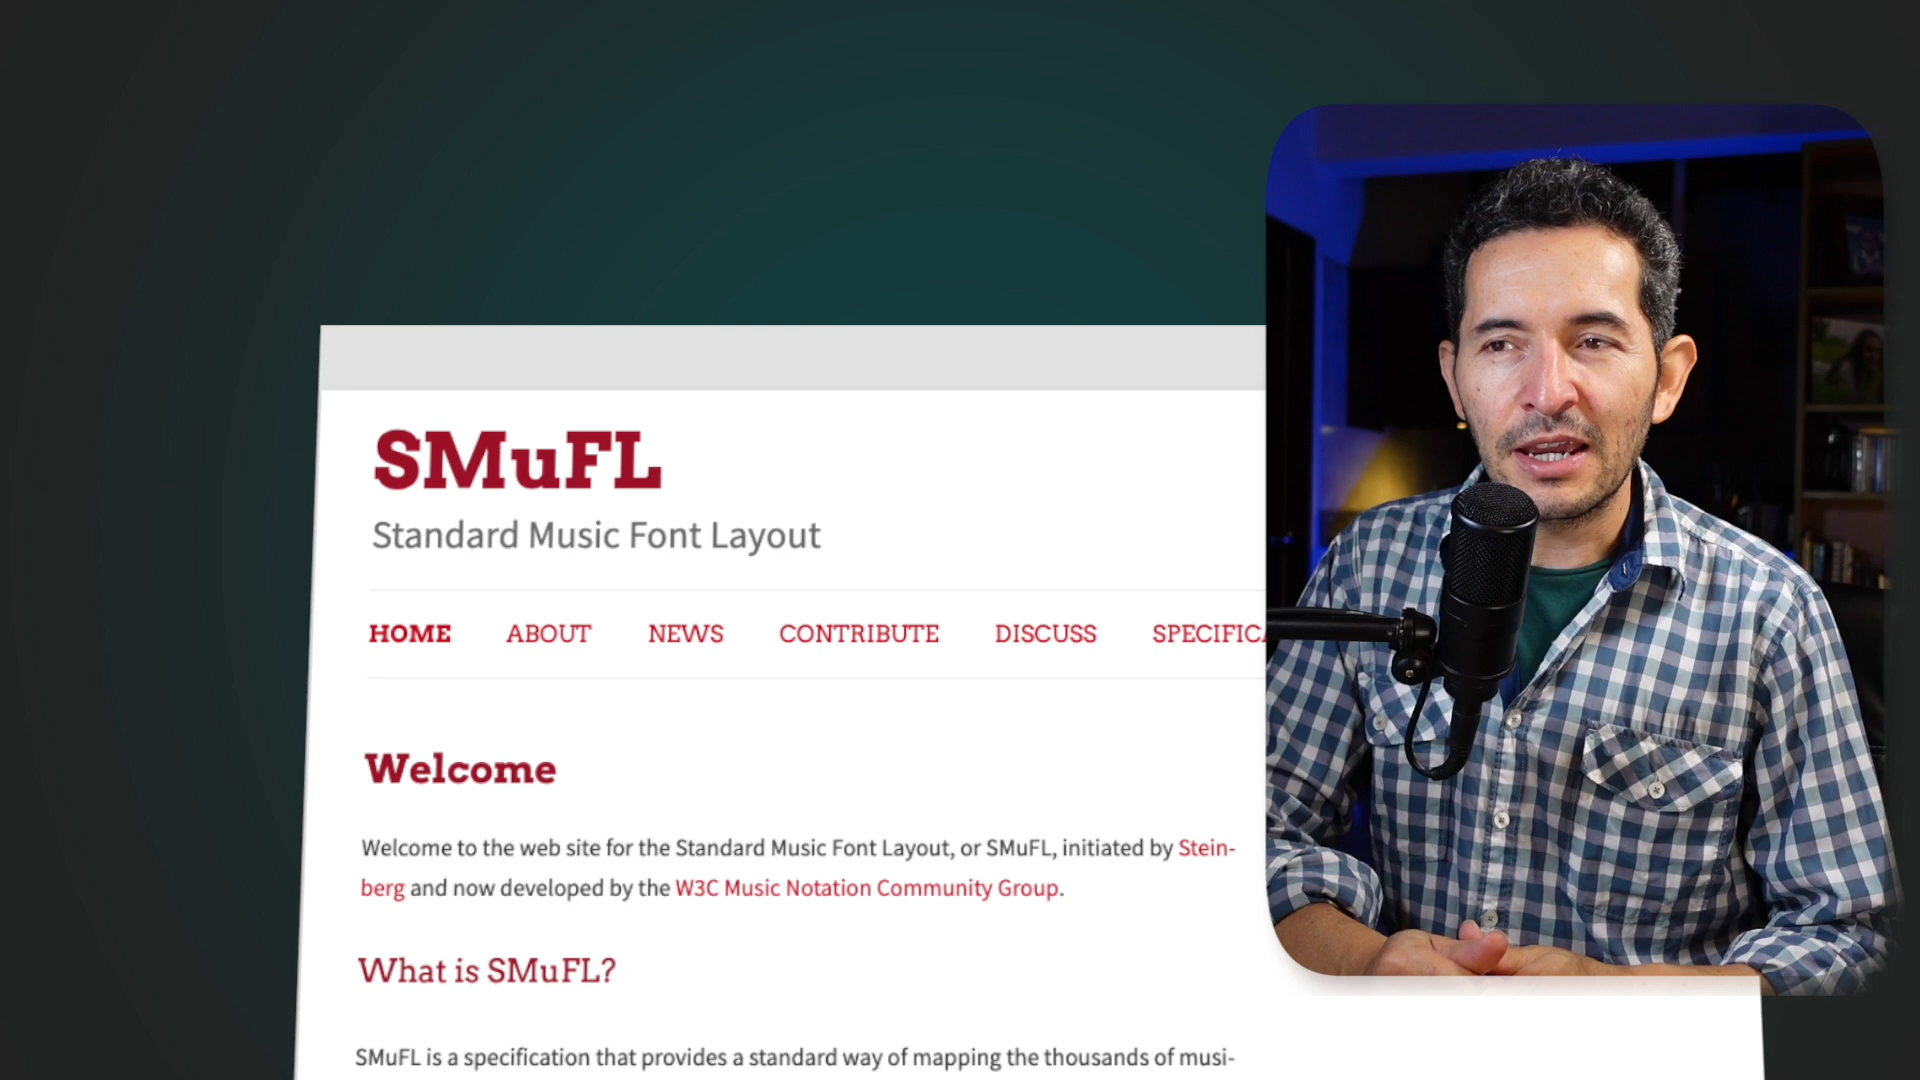 SMuFL
Standard Music Font Layout
HOME ABOUT NEWS CONTRIBUTE DISCUSS
Welcome
Welcome to the web site for the Standard Music Font Layout, or SMuFL, initiated by Stein-
berg and now developed by the W3C Music Notation Community Group.
What is SMuFL?
SMuFL is a specification that provides a standard way of mapping the thousands of musi-